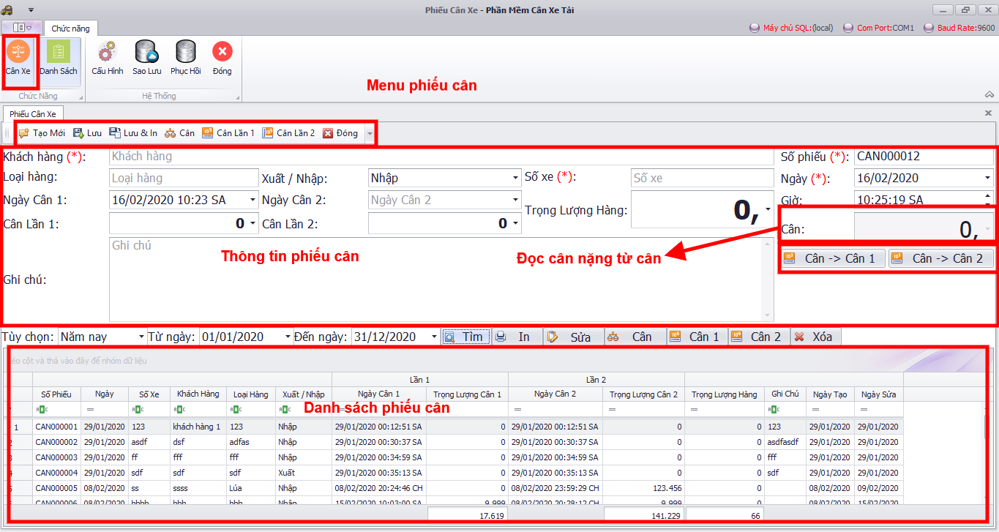 Phiếu Cân Xe - Phần Mềm Cân Xe Tải
Chức năng
Máy chủ SQL:(local) Com Port:COM1 Baud Rate:9600
Cân Xe Danh Sách Cấu Hình Sao Lưu Phục Hồi Đóng
Menu phiếu cân
Chức Năng Hệ Thống
Phiếu Cân Xe
Tạo Mới Lưu Lưu & In Cân Cân Lần 1 Cân Lần 2 Đóng
Khách hàng (*): Khách hàng Số phiếu (*): CAN000012
Loại hàng: Loại hàng Xuất / Nhập: Nhập Số xe (*): Số xe Ngày (*): 16/02/2020
Ngày Cân 1: 16/02/2020 10:23 SA Ngày Cân 2: Ngày Cân 2 Trọng Lượng Hàng: 0, Giờ: 10:25:19 SA
Cân Lần 1: 0 Cân Lần 2: 0 Cân: 0,
Ghi chú: Ghi chú
Thông tin phiếu cân Đọc cân nặng từ cân Cân -> Cân 1 Cân -> Cân 2
Tùy chọn: Năm nay Từ ngày: 01/01/2020 Đến ngày: 31/12/2020 Tìm In Sửa Cân Cân 1 Cân 2 Xóa
kéo cột và thả vào đây để nhóm dữ liệu
Lần 1 Lần 2
Số Phiếu Ngày Số Xe Khách Hàng Loại Hàng Xuất / Nhập Ngày Cân 1 Trọng Lượng Cân 1 Ngày Cân 2 Trọng Lượng Cân 2 Trọng Lượng Hàng Ghi Chú Ngày Tạo Ngày Sửa
Danh sách phiếu cân
1 CAN000001 29/01/2020 123 khách hàng 1 123 Nhập 29/01/2020 00:12:51 SA 0 29/01/2020 00:12:51 SA 0 0 123 29/01/2020 29/01/2020
2 CAN000002 29/01/2020 asdf dsf adfas Nhập 29/01/2020 00:30:37 SA 0 29/01/2020 00:30:37 SA 0 0 asdfasdf 29/01/2020 29/01/2020
3 CAN000003 29/01/2020 ff fff fff Nhập 29/01/2020 00:34:59 SA 0 29/01/2020 00:34:59 SA 0 0 fff 29/01/2020 29/01/2020
4 CAN000004 29/01/2020 sdf sdf sdf Xuất 29/01/2020 00:35:13 SA 0 29/01/2020 00:35:13 SA 0 0 sdf 29/01/2020 29/01/2020
5 CAN000005 08/02/2020 ss ssss Lúa Nhập 08/02/2020 20:24:46 CH 0 08/02/2020 23:59:29 CH 123.456 0 08/02/2020 09/02/2020
CAN000006 08/02/2020 hhhh hhh hhh Nhập 15/02/2020 10:03:00 SA 9.999 08/02/2020 20:28:12 CH 9.999 0 08/02/2020 15/02/2020
17.619 141.229 66